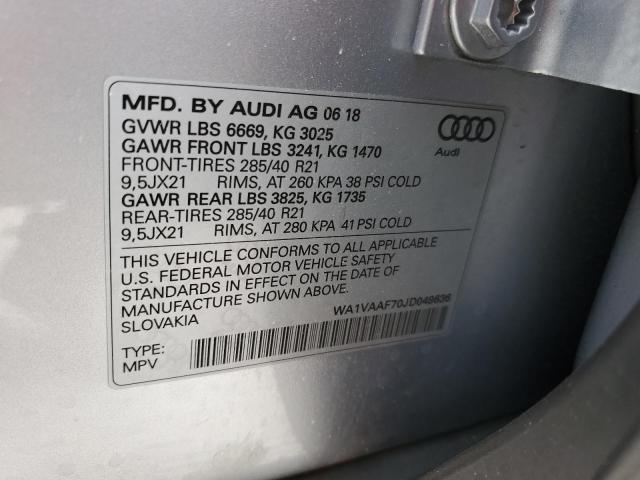 MFD. BY AUDI AG 06 18
GVWR LBS 6669, KG 3025
GAWR FRONT LBS 3241, KG 1470
FRONT-TIRES 285/40 R21
9,5JX21 RIMS, AT 260 KPA 38 PSI COLD
GAWR REAR LBS 3825, KG 1735
REAR-TIRES 285/40 R21
9,5JX21 RIMS, AT 280 KPA 41 PSI COLD
Audi
THIS VEHICLE CONFORMS TO ALL APPLICABLE
U.S. FEDERAL MOTOR VEHICLE SAFETY
STANDARDS IN EFFECT ON THE DATE OF
MANUFACTURE SHOWN ABOVE.
SLOVAKIA
WA1VAAF70JD049636
TYPE:
MPV